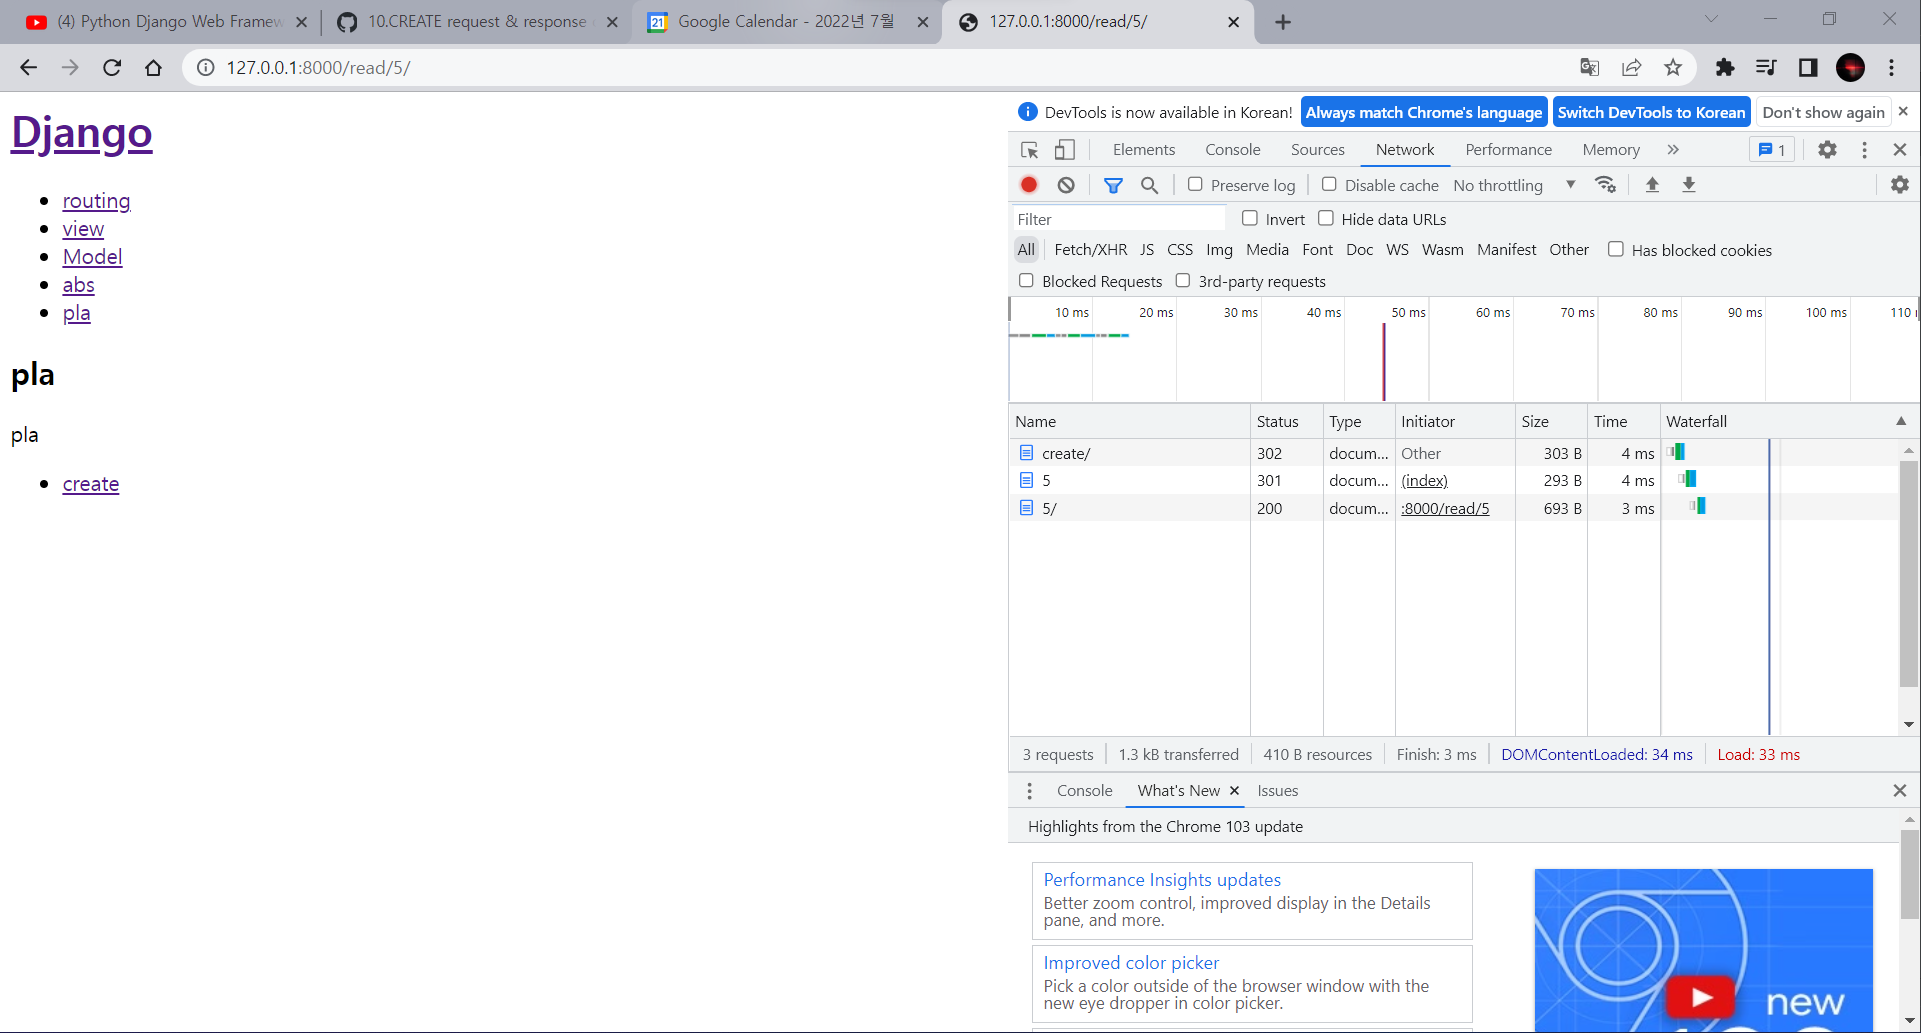 (4) Python Django Web Framew
10.CREATE request & response
Google Calendar - 2022년 7월
127.0.0.1:8000/read/5/
127.0.0.1:8000/read/5/
Django
routing
view
Model
abs
pla
pla
pla
create
DevTools is now available in Korean! Always match Chrome's language Switch DevTools to Korean Don't show again
Elements Console Sources Network Performance Memory 1
Preserve log Disable cache No throttling
Filter Invert Hide data URLs
All Fetch/XHR JS CSS Img Media Font Doc WS Wasm Manifest Other Has blocked cookies
Blocked Requests 3rd-party requests
10 ms 20 ms 30 ms 40 ms 50 ms 60 ms 70 ms 80 ms 90 ms 100 ms 110
Name Status Type Initiator Size Time Waterfall
create/ 302 docum... Other 303 B 4 ms
5 301 docum... (index) 293 B 4 ms
5/ 200 docum... :8000/read/5 693 B 3 ms
3 requests 1.3 kB transferred 410 B resources Finish: 3 ms DOMContentLoaded: 34 ms Load: 33 ms
Console What's New Issues
Highlights from the Chrome 103 update
Performance Insights updates
Better zoom control, improved display in the Details
pane, and more.
Improved color picker
Pick a color outside of the browser window with the
new eye dropper in color picker.
new